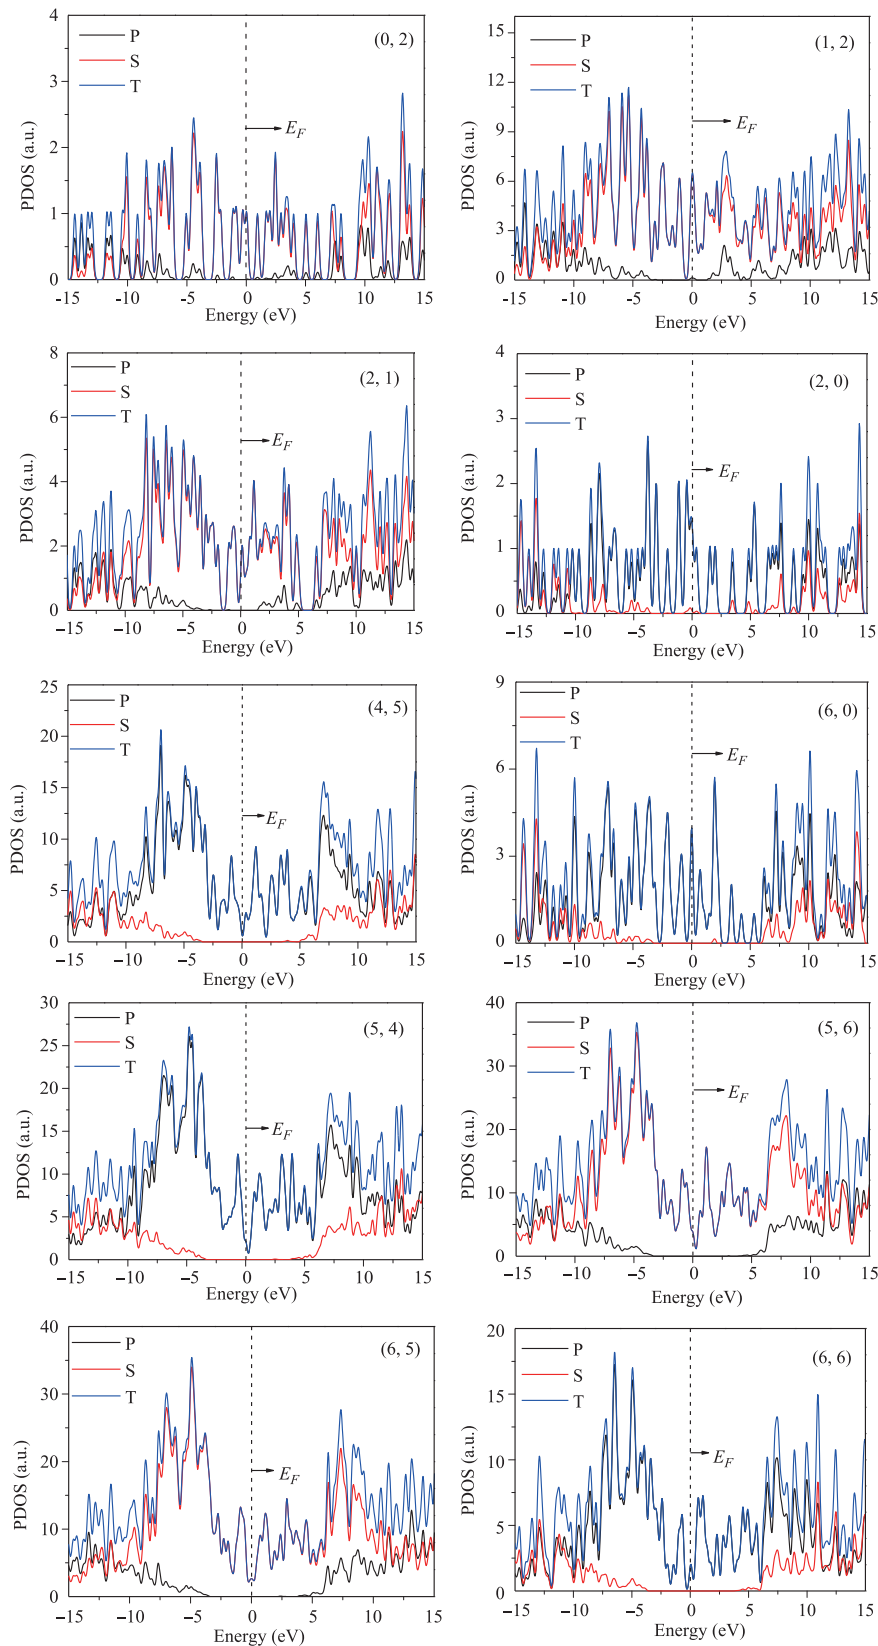 (0, 2)
P
S
T
E_F
PDOS (a.u.)
4
3
2
1
0
−15 −10 −5 0 5 10 15
Energy (eV)
(1, 2)
P
S
T
E_F
PDOS (a.u.)
15
12
9
6
3
0
−15 −10 −5 0 5 10 15
Energy (eV)
(2, 1)
P
S
T
E_F
PDOS (a.u.)
8
6
4
2
0
−15 −10 −5 0 5 10 15
Energy (eV)
(2, 0)
P
S
T
E_F
PDOS (a.u.)
4
3
2
1
0
−15 −10 −5 0 5 10 15
Energy (eV)
(4, 5)
P
S
T
E_F
PDOS (a.u.)
25
20
15
10
5
0
−15 −10 −5 0 5 10 15
Energy (eV)
(6, 0)
P
S
T
E_F
PDOS (a.u.)
9
6
3
0
−15 −10 −5 0 5 10 15
Energy (eV)
(5, 4)
P
S
T
E_F
PDOS (a.u.)
30
25
20
15
10
5
0
−15 −10 −5 0 5 10 15
Energy (eV)
(5, 6)
P
S
T
E_F
PDOS (a.u.)
40
30
20
10
0
−15 −10 −5 0 5 10 15
Energy (eV)
(6, 5)
P
S
T
E_F
PDOS (a.u.)
40
30
20
10
0
−15 −10 −5 0 5 10 15
Energy (eV)
(6, 6)
P
S
T
E_F
PDOS (a.u.)
20
15
10
5
0
−15 −10 −5 0 5 10 15
Energy (eV)